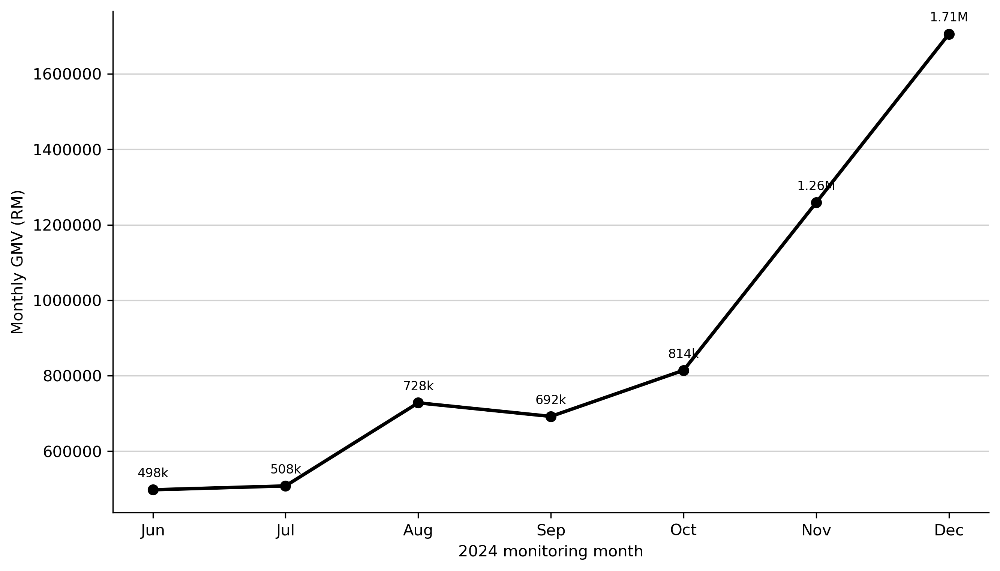 1.71M
1600000
1400000
1.26M
1200000
1000000
814k
800000
728k
692k
600000
508k
498k
Monthly GMV (RM)
Jun Jul Aug Sep Oct Nov Dec
2024 monitoring month